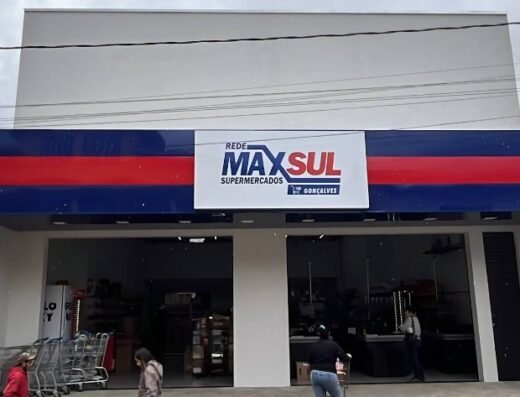 REDE
MAXSUL
SUPERMERCADOS
GONÇALVES